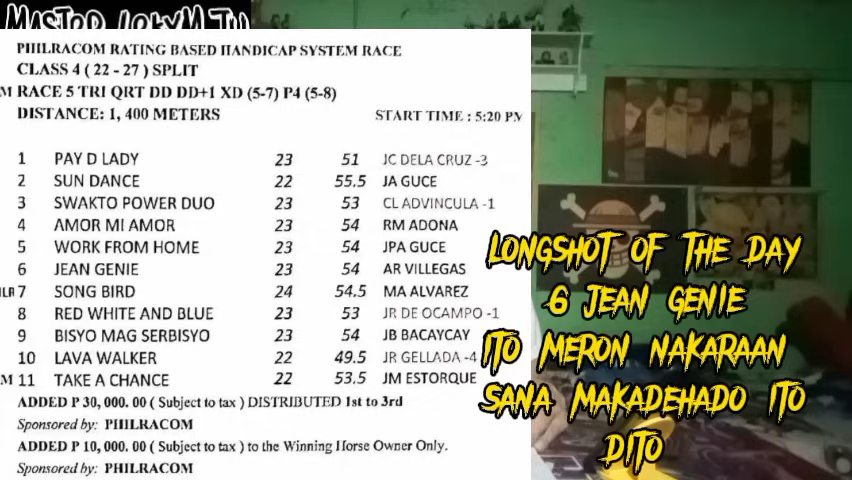 PHILRACOM RATING BASED HANDICAP SYSTEM RACE
CLASS 4 ( 22 - 27 ) SPLIT
M RACE 5 TRI QRT DD DD+1 XD (5-7) P4 (5-8)
DISTANCE: 1, 400 METERS START TIME : 5:20 PM
1 PAY D LADY 23 51 JC DELA CRUZ -3
2 SUN DANCE 22 55.5 JA GUCE
3 SWAKTO POWER DUO 23 53 CL ADVINCULA -1
4 AMOR MI AMOR 23 54 RM ADONA
5 WORK FROM HOME 23 54 JPA GUCE
6 JEAN GENIE 23 54 AR VILLEGAS
7 SONG BIRD 24 54.5 MA ALVAREZ
8 RED WHITE AND BLUE 23 53 JR DE OCAMPO -1
9 BISYO MAG SERBISYO 23 54 JB BACAYCAY
10 LAVA WALKER 22 49.5 JR GELLADA -4
M 11 TAKE A CHANCE 22 53.5 JM ESTORQUE
ADDED P 30, 000. 00 ( Subject to tax ) DISTRIBUTED 1st to 3rd
Sponsored by: PHILRACOM
ADDED P 10, 000. 00 ( Subject to tax ) to the Winning Horse Owner Only.
Sponsored by: PHILRACOM
LONGSHOT OF THE DAY
6 JEAN GENIE
ITO MERON NAKARAAN
SANA MAKADEHADO ITO
DITO